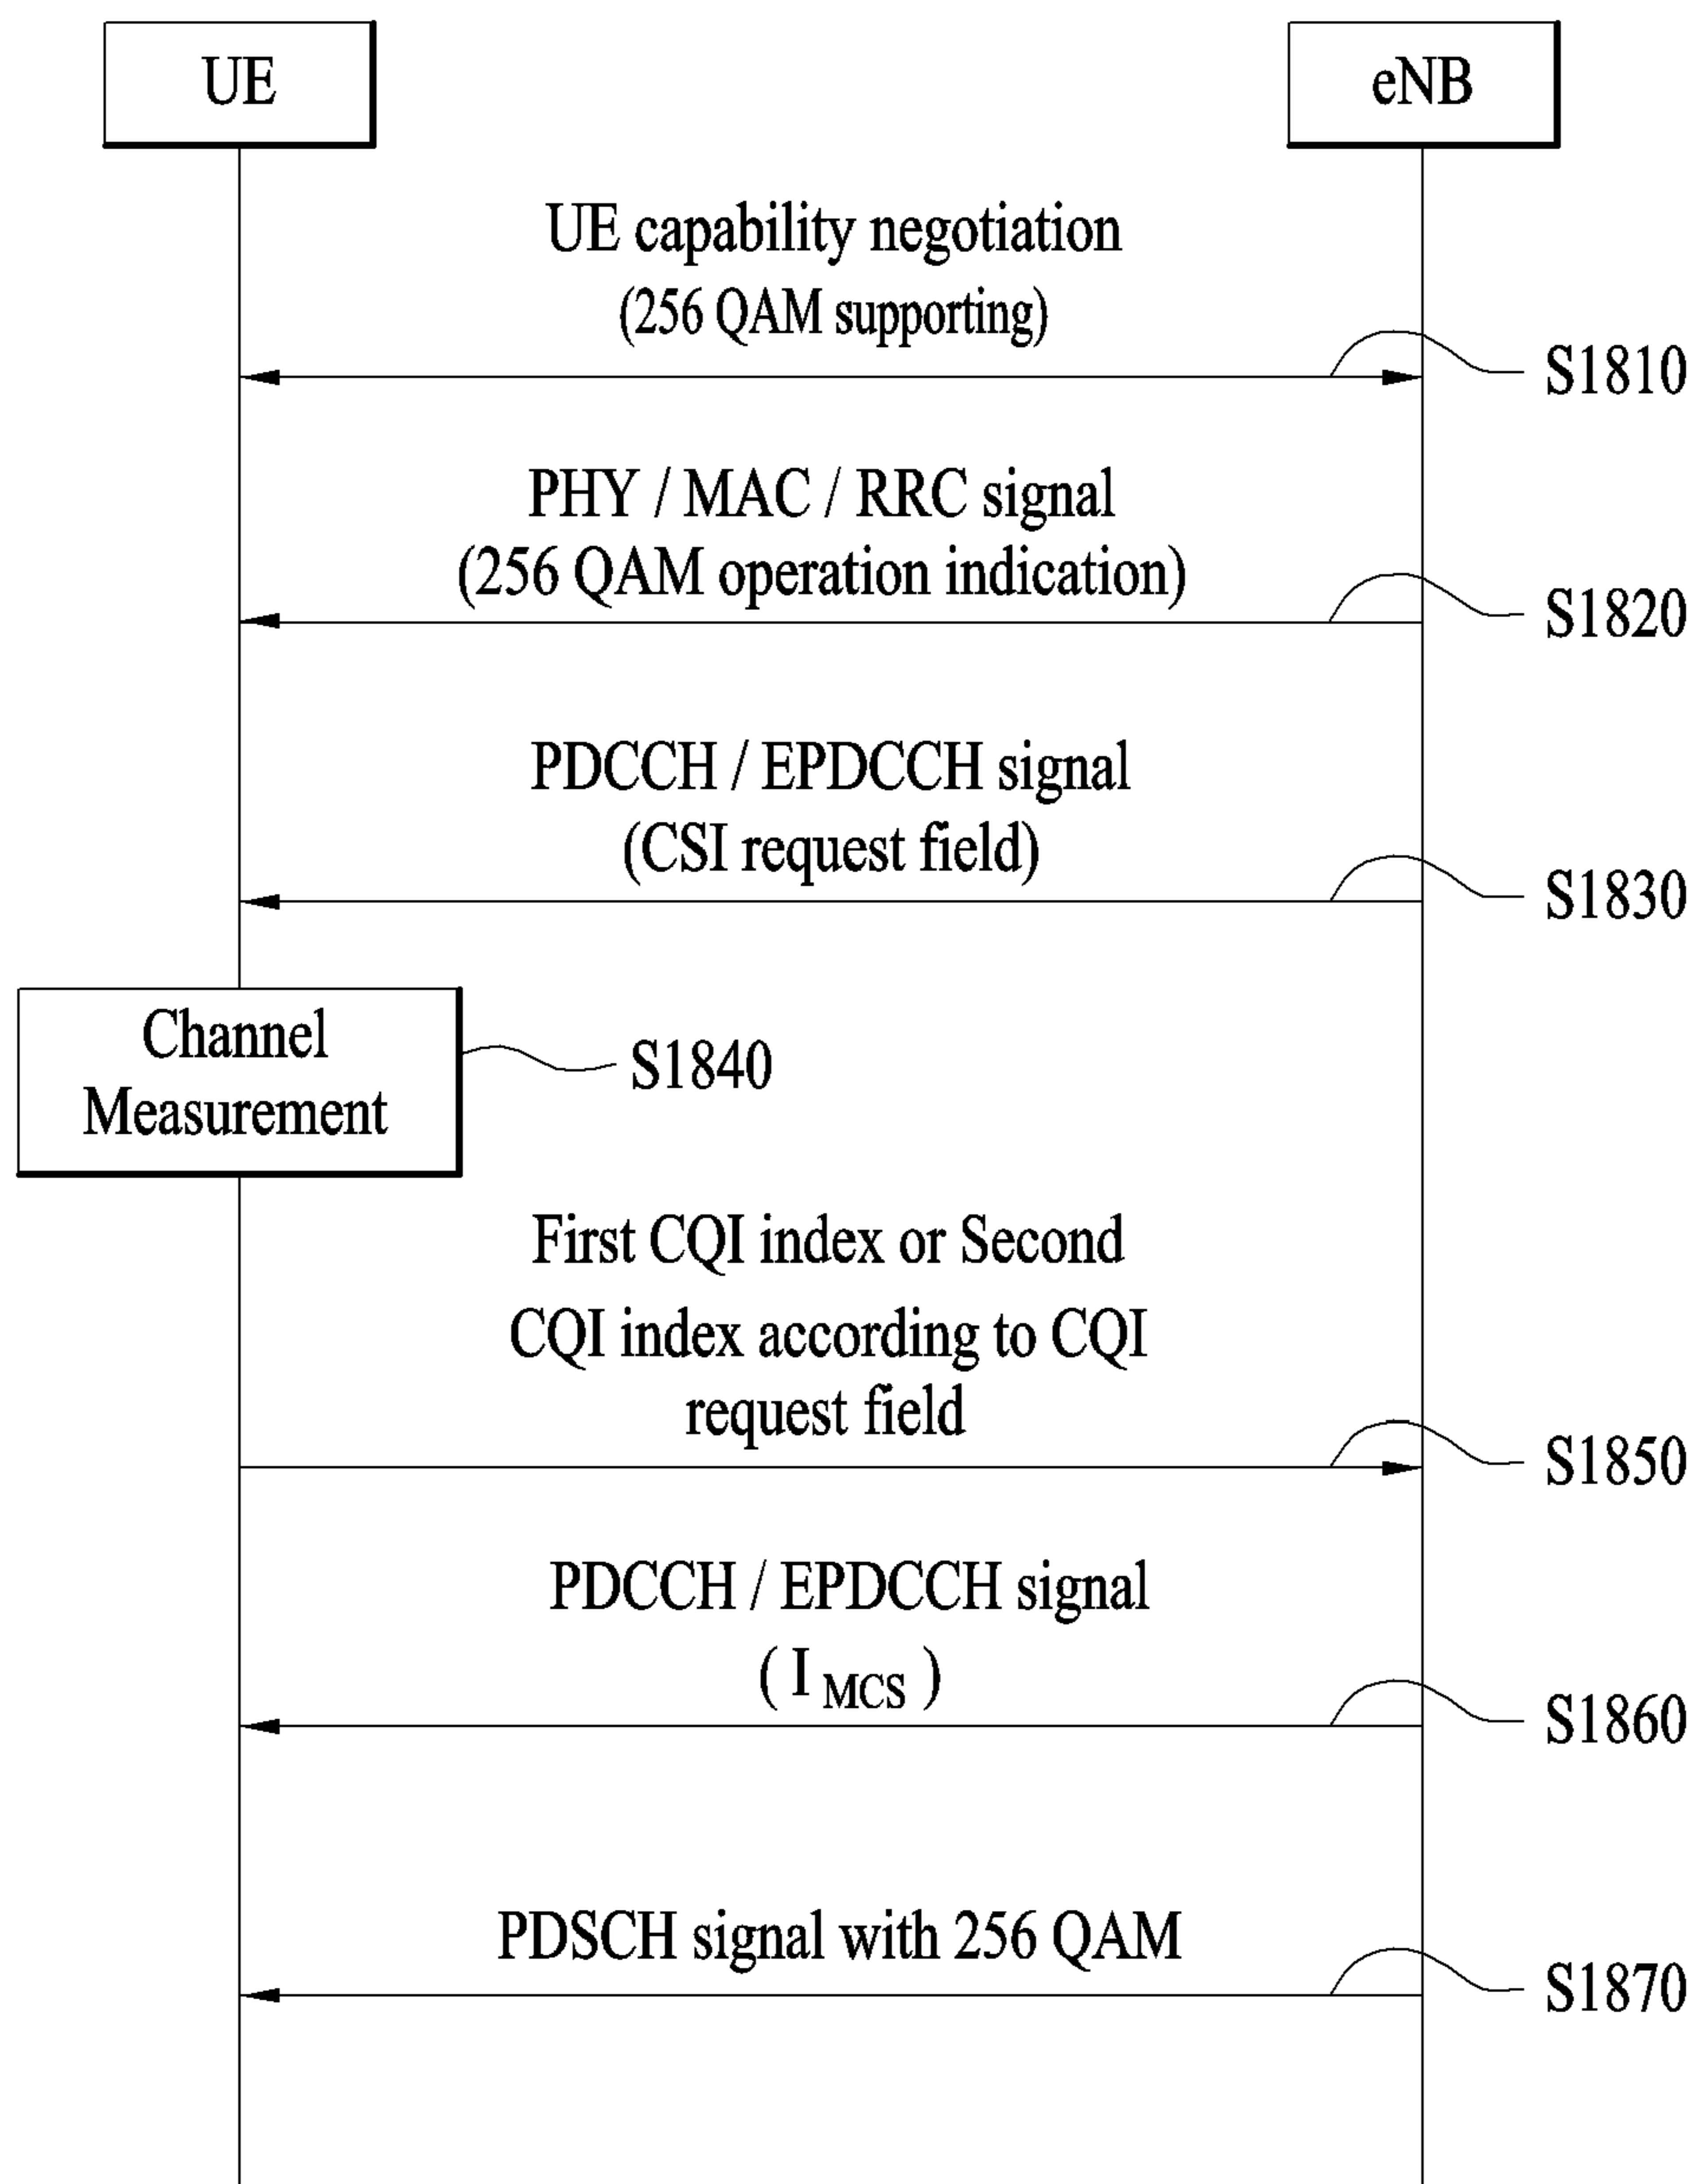 UE
eNB
UE capability negotiation
(256 QAM supporting)
S1810
PHY / MAC / RRC signal
(256 QAM operation indication)
S1820
PDCCH / EPDCCH signal
(CSI request field)
S1830
Channel
Measurement
S1840
First CQI index or Second
CQI index according to CQI
request field
S1850
PDCCH / EPDCCH signal
( I MCS )
S1860
PDSCH signal with 256 QAM
S1870